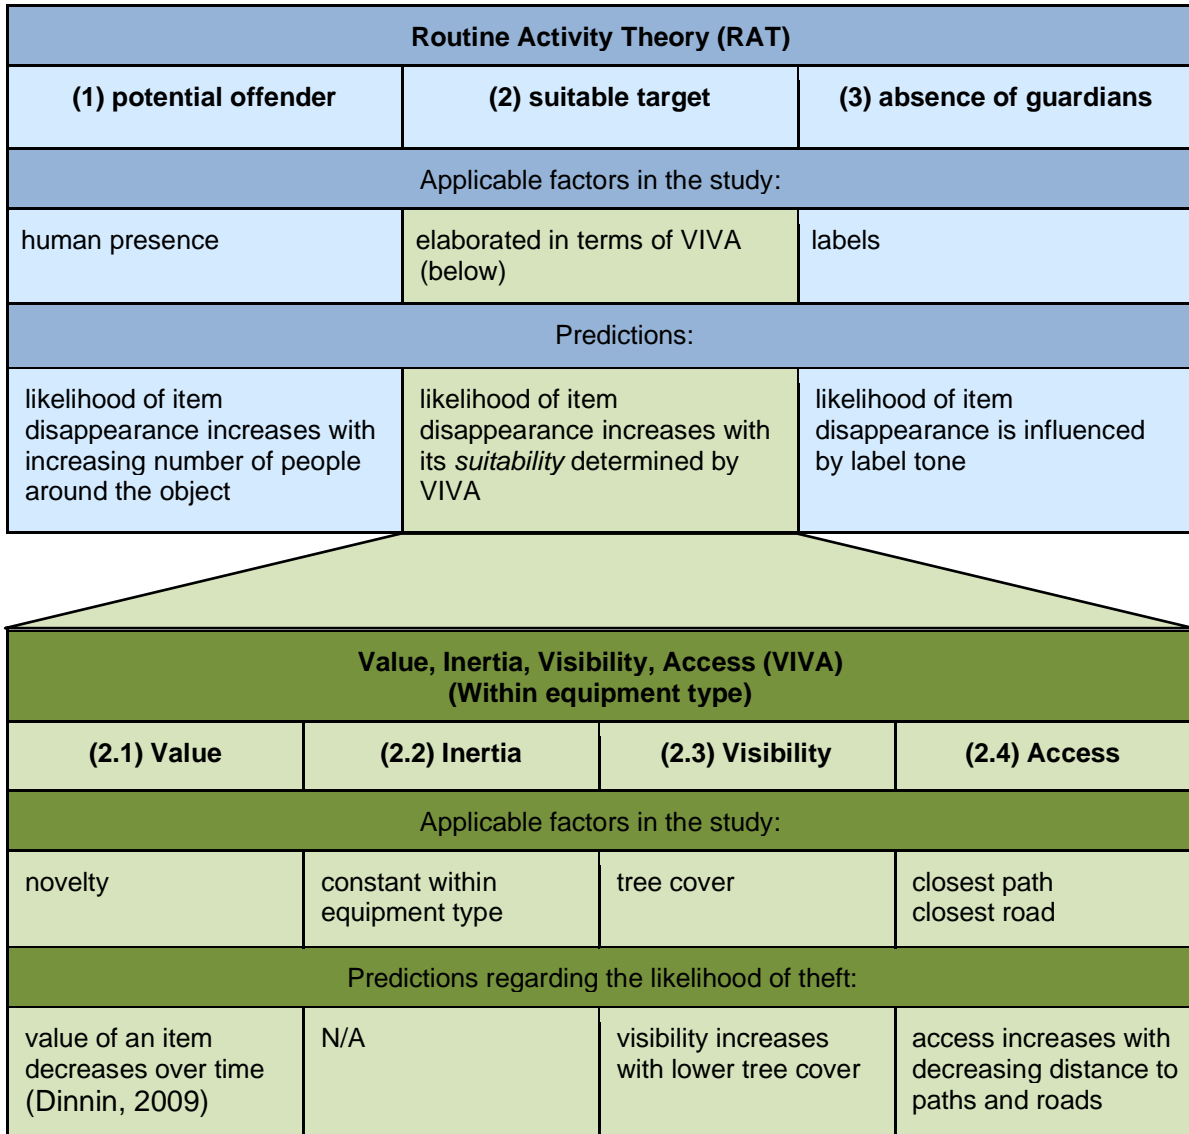 Routine Activity Theory (RAT)
(1) potential offender
(2) suitable target
(3) absence of guardians
Applicable factors in the study:
human presence
elaborated in terms of VIVA
(below)
labels
Predictions:
likelihood of item
disappearance increases with
increasing number of people
around the object
likelihood of item
disappearance increases with
its suitability determined by
VIVA
likelihood of item
disappearance is influenced
by label tone
Value, Inertia, Visibility, Access (VIVA)
(Within equipment type)
(2.1) Value
(2.2) Inertia
(2.3) Visibility
(2.4) Access
Applicable factors in the study:
novelty
constant within
equipment type
tree cover
closest path
closest road
Predictions regarding the likelihood of theft:
value of an item
decreases over time
(Dinnin, 2009)
N/A
visibility increases
with lower tree cover
access increases with
decreasing distance to
paths and roads